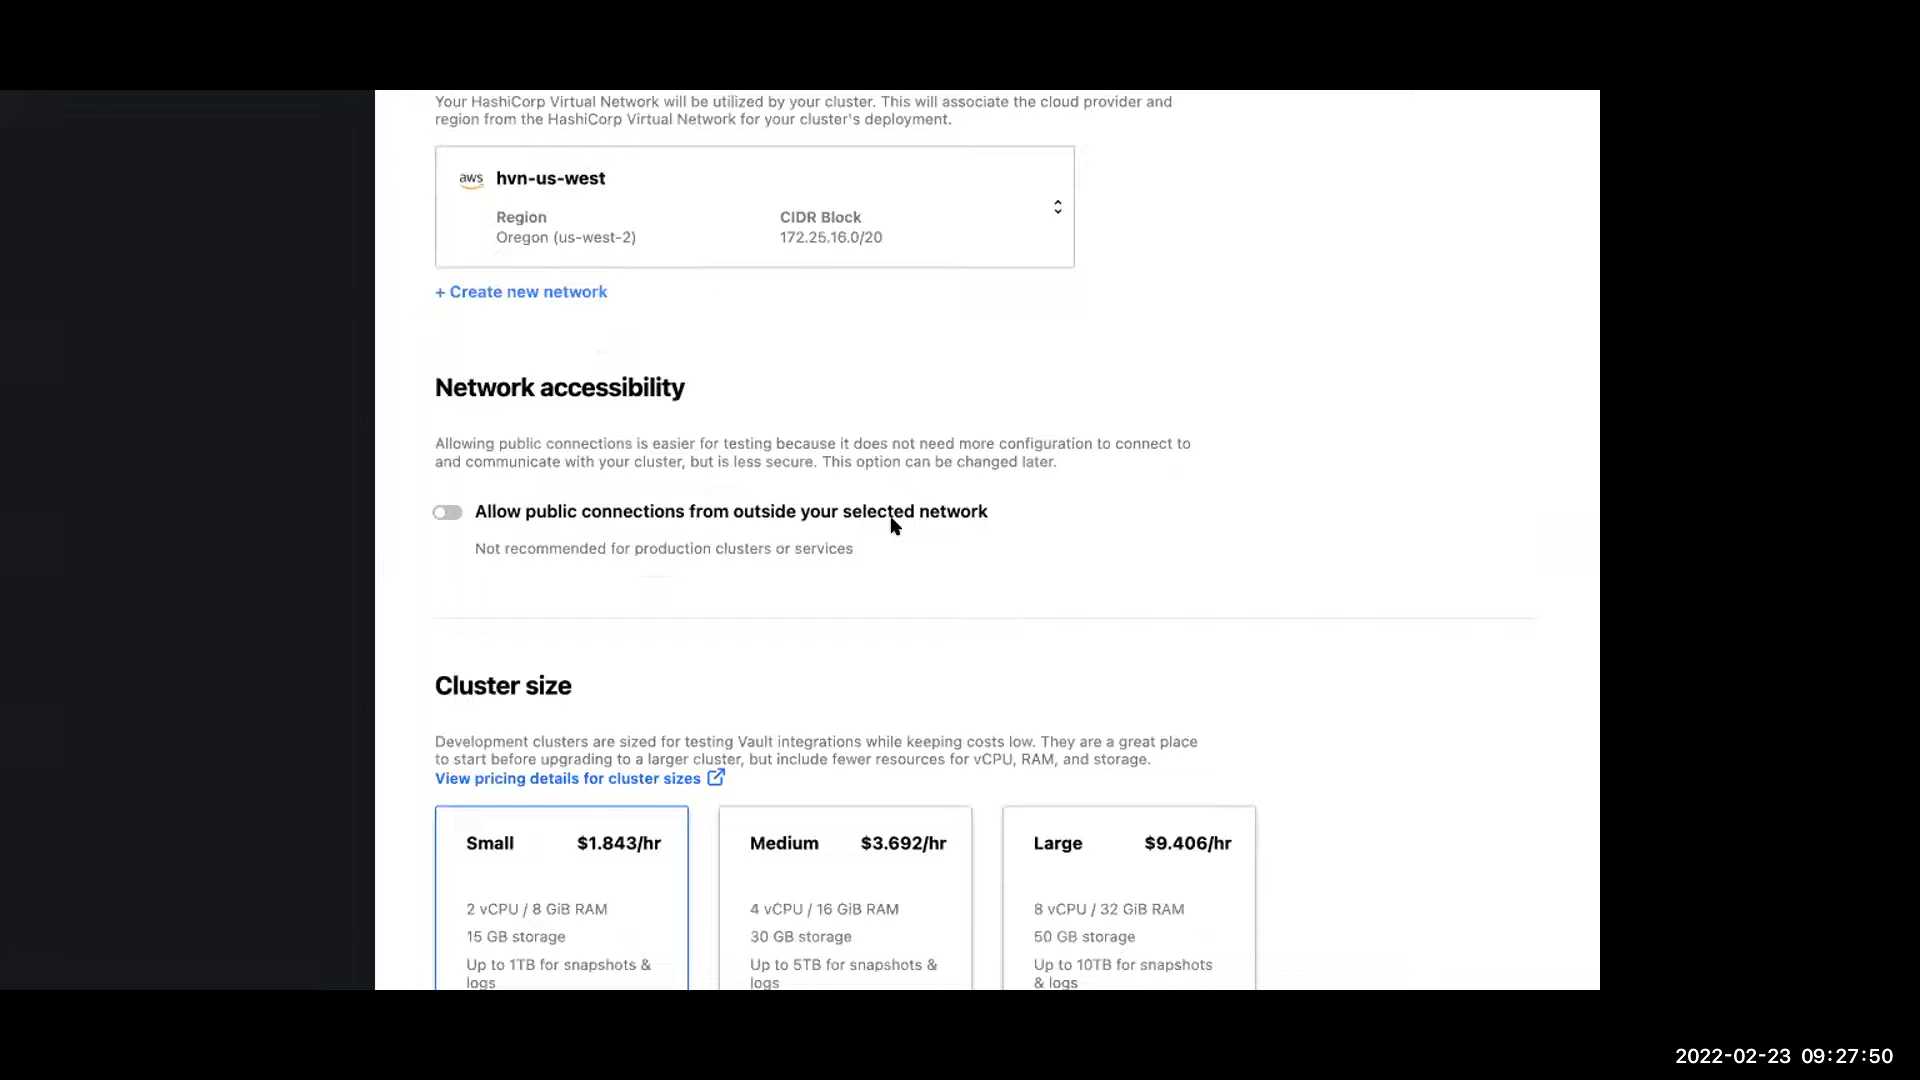 Your HashiCorp Virtual Network will be utilized by your cluster. This will associate the cloud provider and
region from the HashiCorp Virtual Network for your cluster's deployment.
aws hvn-us-west
Region CIDR Block
Oregon (us-west-2) 172.25.16.0/20
+ Create new network
Network accessibility
Allowing public connections is easier for testing because it does not need more configuration to connect to
and communicate with your cluster, but is less secure. This option can be changed later.
Allow public connections from outside your selected network
Not recommended for production clusters or services
Cluster size
Development clusters are sized for testing Vault integrations while keeping costs low. They are a great place
to start before upgrading to a larger cluster, but include fewer resources for vCPU, RAM, and storage.
View pricing details for cluster sizes
Small $1.843/hr
2 vCPU / 8 GiB RAM
15 GB storage
Up to 1TB for snapshots &
logs
Medium $3.692/hr
4 vCPU / 16 GiB RAM
30 GB storage
Up to 5TB for snapshots &
logs
Large $9.406/hr
8 vCPU / 32 GiB RAM
50 GB storage
Up to 10TB for snapshots
& logs
2022-02-23 09:27:50